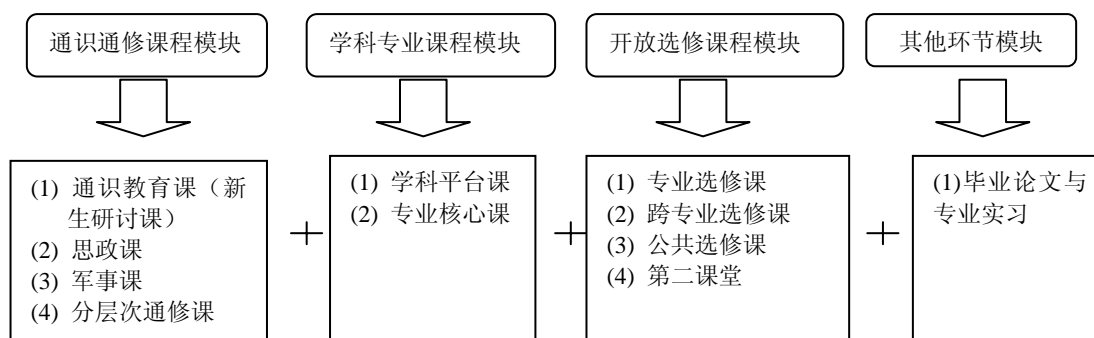 通识通修课程模块
学科专业课程模块
开放选修课程模块
其他环节模块
(1) 通识教育课（新
生研讨课）
(2) 思政课
(3) 军事课
(4) 分层次通修课
(1) 学科平台课
(2) 专业核心课
(1) 专业选修课
(2) 跨专业选修课
(3) 公共选修课
(4) 第二课堂
(1)毕业论文与
专业实习